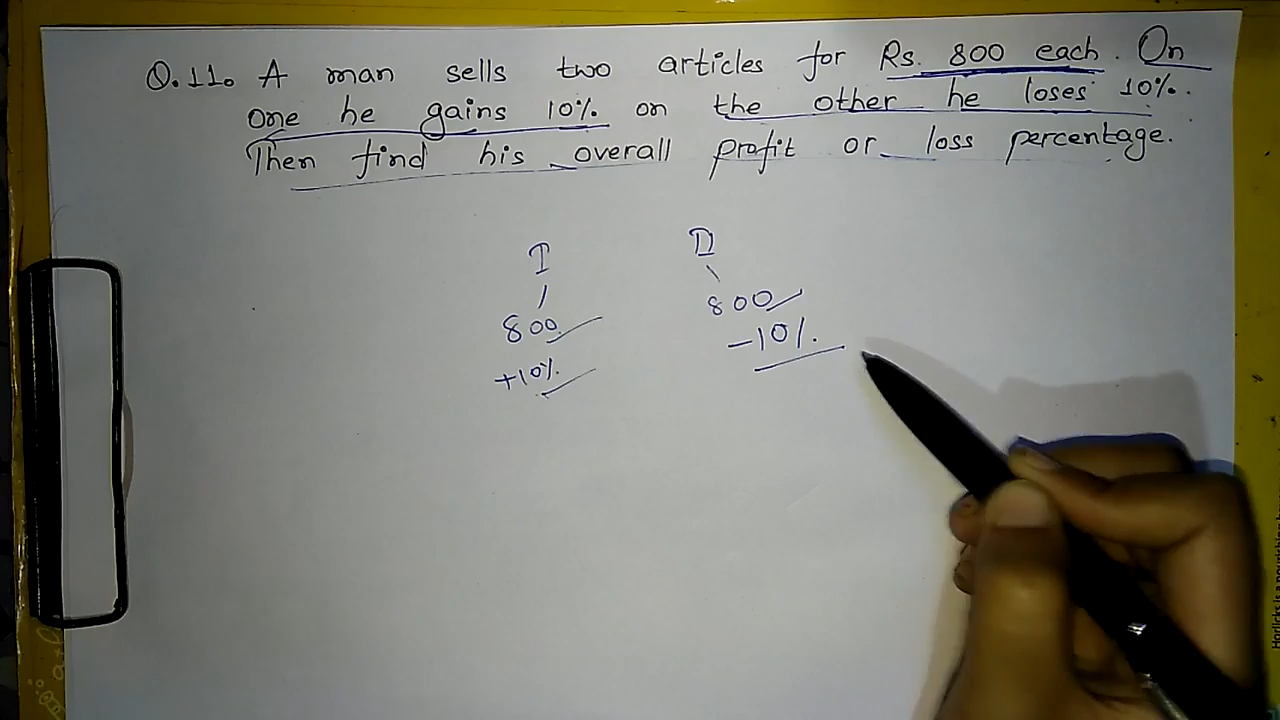 Q.11. A man sells two articles for Rs. 800 each. On
one he gains 10% on the other he loses 10%.
Then find his overall profit or loss percentage.
I II
800 800
+10% -10%